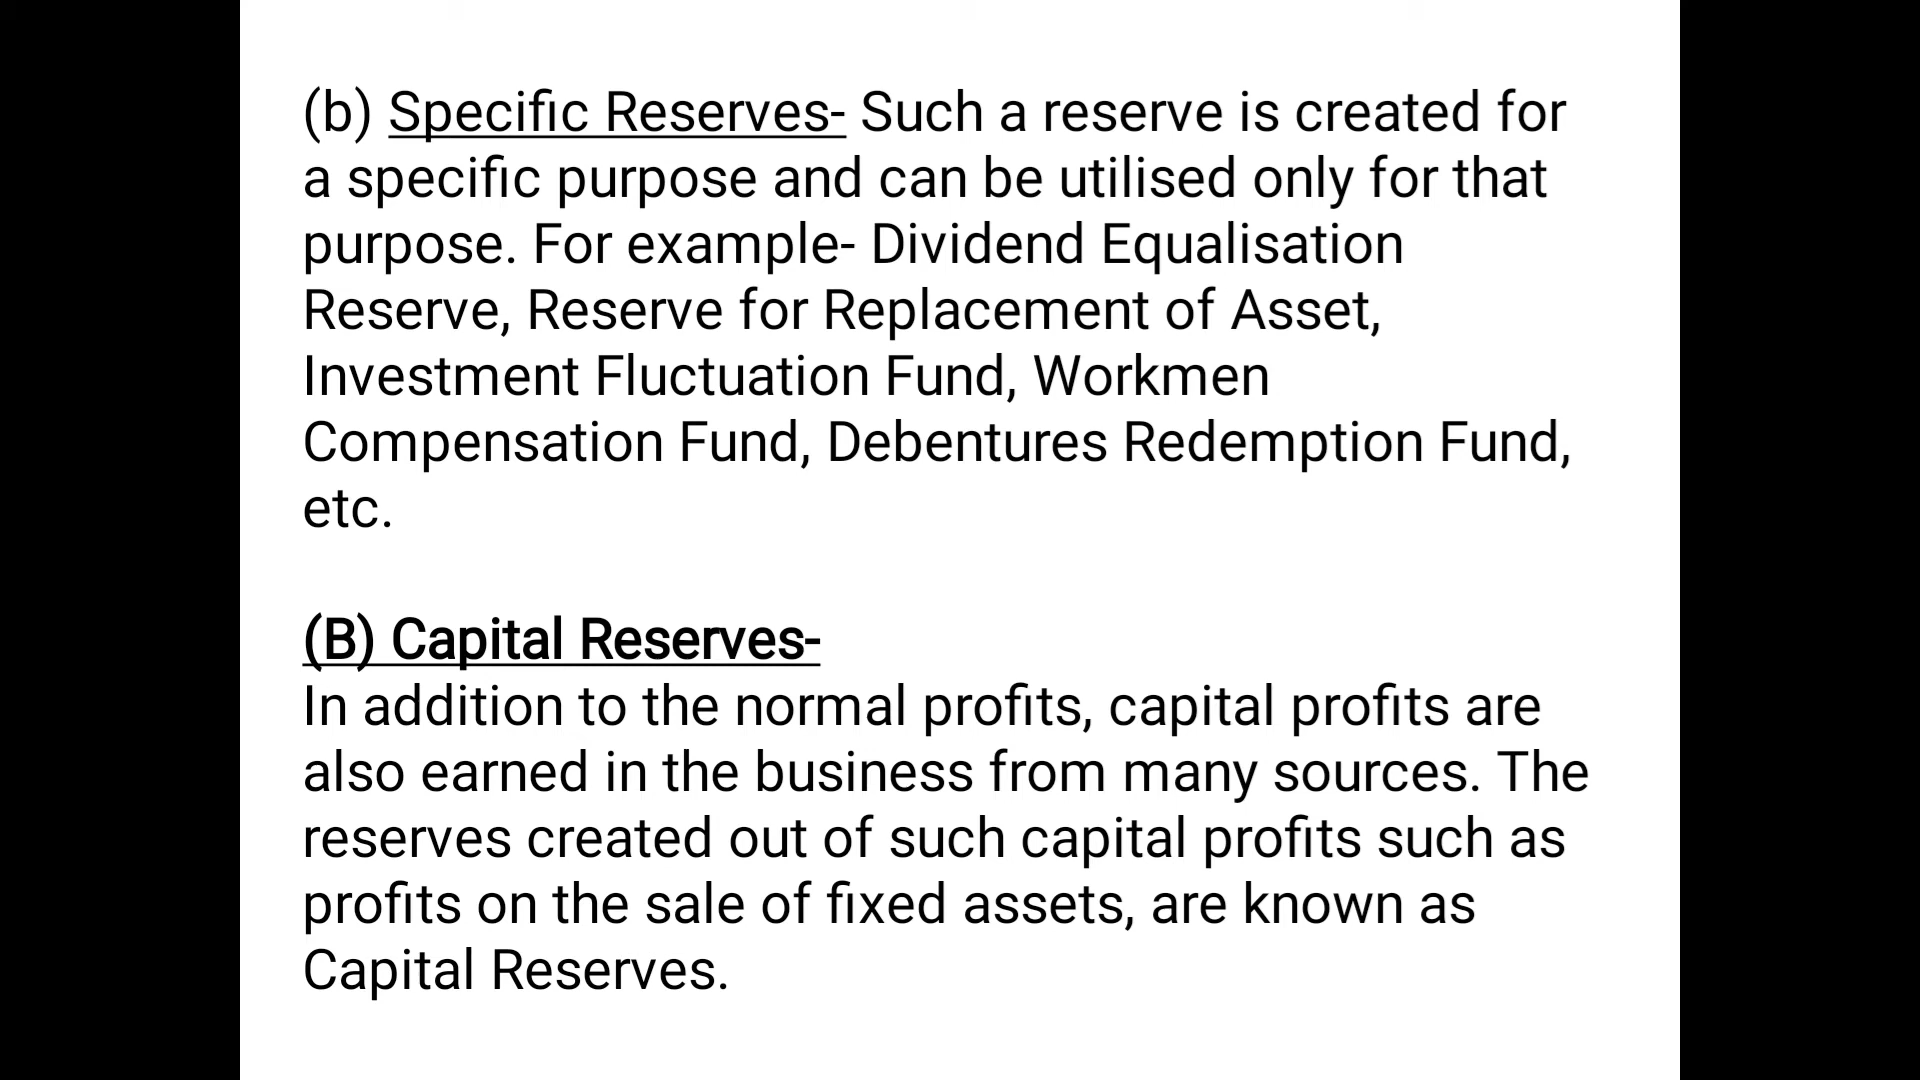 (b) Specific Reserves- Such a reserve is created for
a specific purpose and can be utilised only for that
purpose. For example- Dividend Equalisation
Reserve, Reserve for Replacement of Asset,
Investment Fluctuation Fund, Workmen
Compensation Fund, Debentures Redemption Fund,
etc.
(B) Capital Reserves-
In addition to the normal profits, capital profits are
also earned in the business from many sources. The
reserves created out of such capital profits such as
profits on the sale of fixed assets, are known as
Capital Reserves.